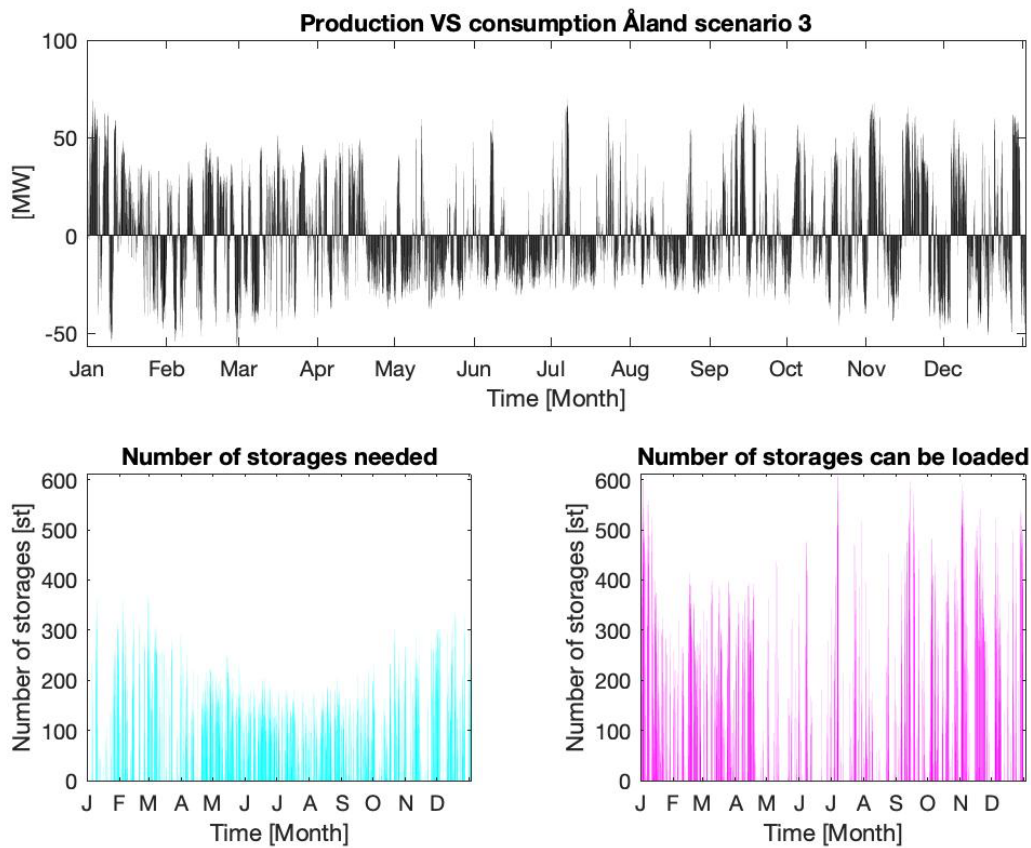 Production VS consumption Åland scenario 3
100
50
0
-50
[MW]
Jan Feb Mar Apr May Jun Jul Aug Sep Oct Nov Dec
Time [Month]
Number of storages needed
600
500
400
300
200
100
0
Number of storages [st]
J F M A M J J A S O N D
Time [Month]
Number of storages can be loaded
600
500
400
300
200
100
0
Number of storages [st]
J F M A M J J A S O N D
Time [Month]